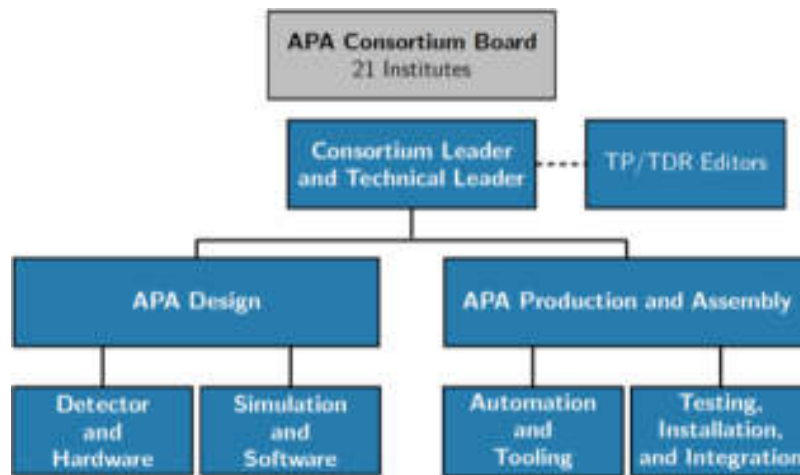 APA Consortium Board
21 Institutes
Consortium Leader
and Technical Leader
TP/TDR Editors
APA Design
APA Production and Assembly
Detector
and
Hardware
Simulation
and
Software
Automation
and
Tooling
Testing,
Installation,
and Integration